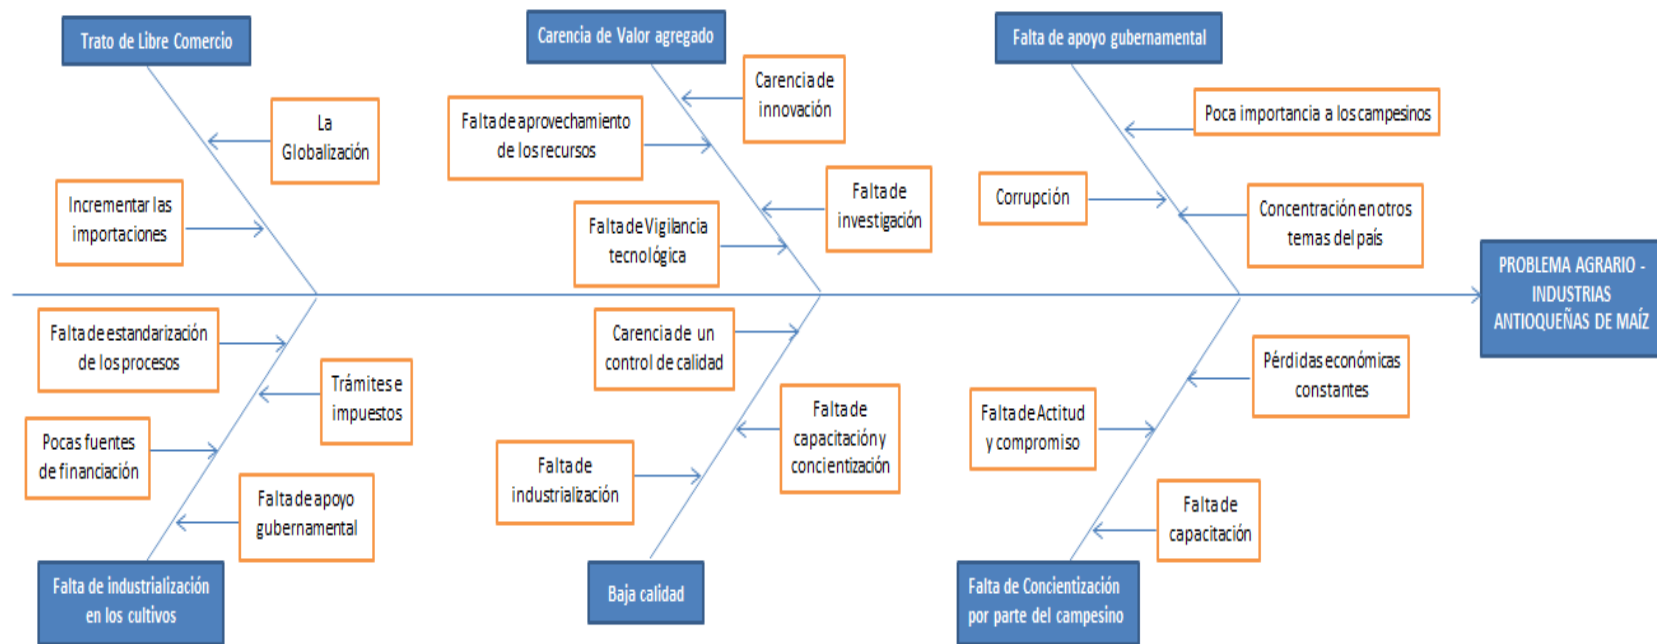 Trato de Libre Comercio
Carencia de Valor agregado
Falta de apoyo gubernamental
La
Globalización
Incrementar las
importaciones
Carencia de
innovación
Falta de aprovechamiento
de los recursos
Falta de
investigación
Falta de Vigilancia
tecnológica
Poca importancia a los campesinos
Corrupción
Concentración en otros
temas del país
PROBLEMA AGRARIO -
INDUSTRIAS
ANTIOQUEÑAS DE MAÍZ
Falta de estandarización
de los procesos
Trámites e
impuestos
Pocas fuentes
de financiación
Falta de apoyo
gubernamental
Carencia de un
control de calidad
Falta de
capacitación y
concientización
Falta de
industrialización
Pérdidas económicas
constantes
Falta de Actitud
y compromiso
Falta de
capacitación
Falta de industrialización
en los cultivos
Baja calidad
Falta de Concientización
por parte del campesino